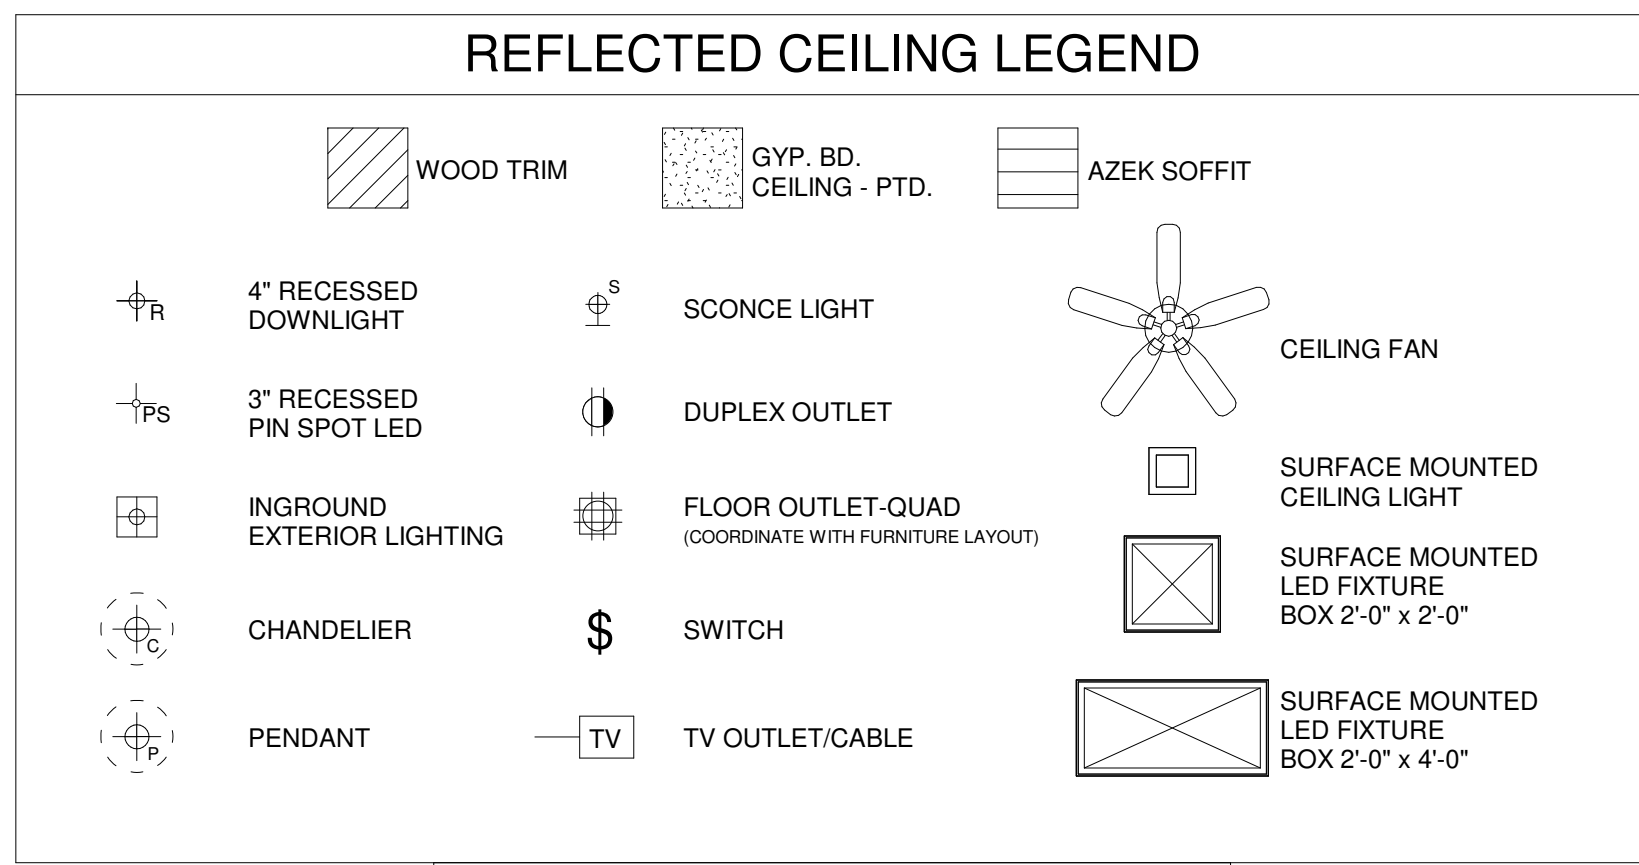 REFLECTED CEILING LEGEND
WOOD TRIM
GYP. BD.
CEILING - PTD.
AZEK SOFFIT
R
4" RECESSED
DOWNLIGHT
PS
3" RECESSED
PIN SPOT LED
INGROUND
EXTERIOR LIGHTING
C
CHANDELIER
P
PENDANT
S
SCONCE LIGHT
DUPLEX OUTLET
FLOOR OUTLET-QUAD
(COORDINATE WITH FURNITURE LAYOUT)
$
SWITCH
TV
TV OUTLET/CABLE
CEILING FAN
SURFACE MOUNTED
CEILING LIGHT
SURFACE MOUNTED
LED FIXTURE
BOX 2'-0" x 2'-0"
SURFACE MOUNTED
LED FIXTURE
BOX 2'-0" x 4'-0"